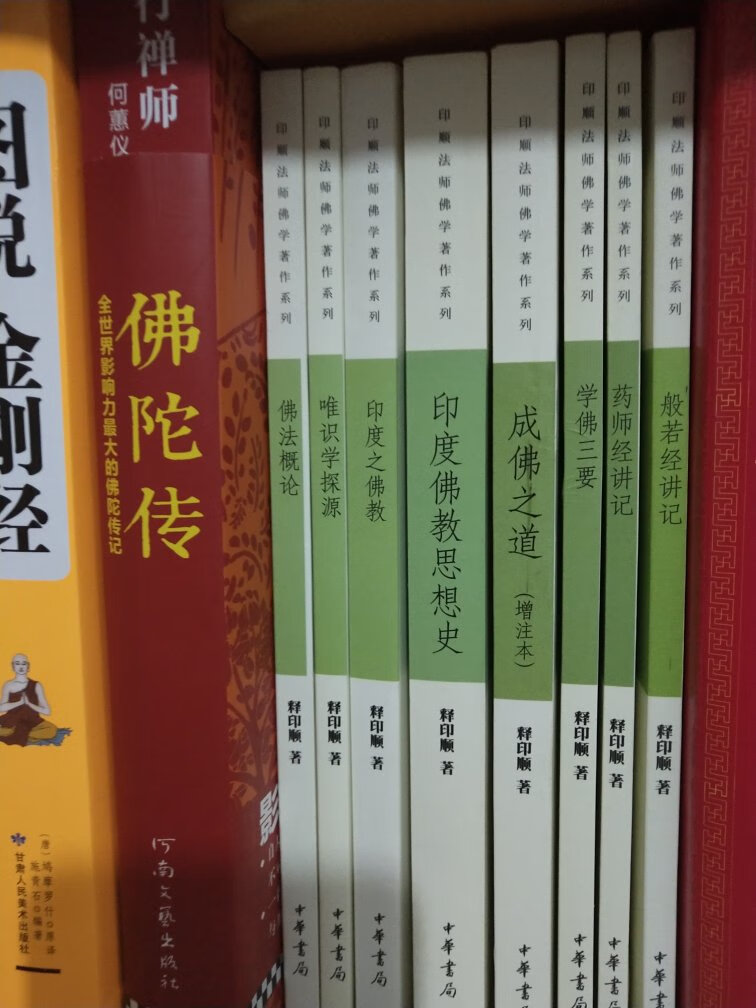 图说 金刚经
(唐)鸠摩罗什◎原译
施青石◎编著
甘肃人民美术出版社
行禅师
何蕙仪
佛陀传
全世界影响力最大的佛陀传记
河南文艺出版社
印顺法师佛学著作系列
佛法概论
释印顺 著
中华书局
印顺法师佛学著作系列
唯识学探源
释印顺 著
中华书局
印顺法师佛学著作系列
印度之佛教
释印顺 著
中华书局
印顺法师佛学著作系列
印度佛教思想史
释印顺 著
中华书局
印顺法师佛学著作系列
成佛之道
(增注本)
释印顺 著
中华书局
印顺法师佛学著作系列
学佛三要
释印顺 著
中华书局
印顺法师佛学著作系列
药师经讲记
释印顺 著
中华书局
印顺法师佛学著作系列
般若经讲记
释印顺 著
中华书局